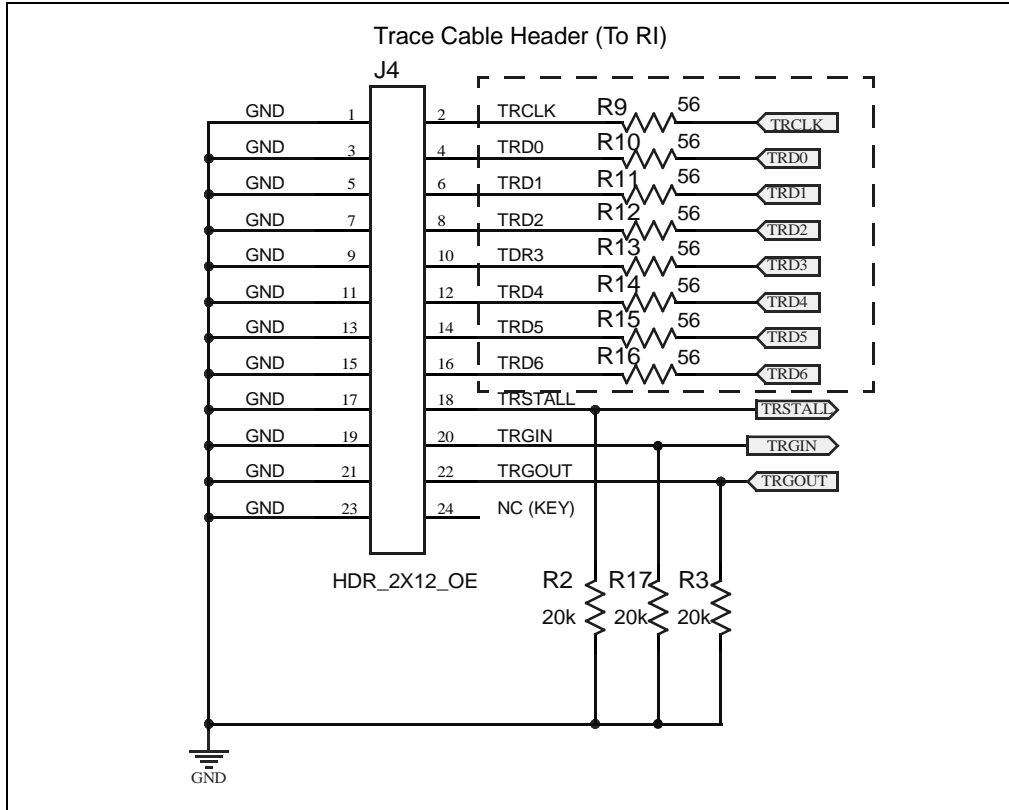 Trace Cable Header (To RI)
J4
GND 1 2 TRCLK R9 56 TRCLK
GND 3 4 TRD0 R10 56 TRD0
GND 5 6 TRD1 R11 56 TRD1
GND 7 8 TRD2 R12 56 TRD2
GND 9 10 TDR3 R13 56 TRD3
GND 11 12 TRD4 R14 56 TRD4
GND 13 14 TRD5 R15 56 TRD5
GND 15 16 TRD6 R16 56 TRD6
GND 17 18 TRSTALL TRSTALL
GND 19 20 TRGIN TRGIN
GND 21 22 TRGOUT TRGOUT
GND 23 24 NC (KEY)
HDR_2X12_OE R2 R17 R3
20k 20k 20k
GND